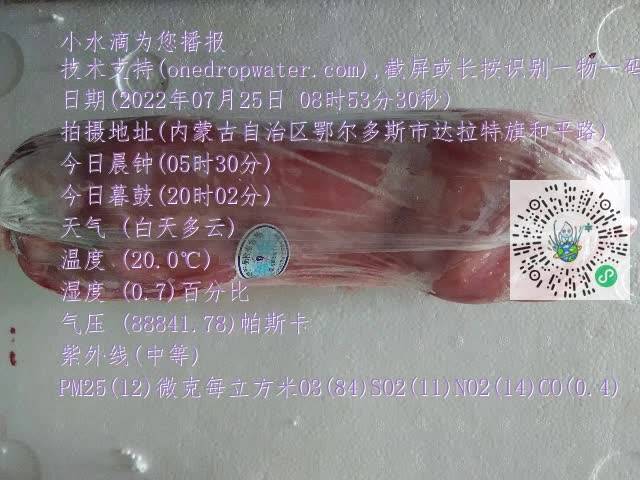 小水滴为您播报
技术支持(onedropwater.com),截屏或长按识别一物一码
日期(2022年07月25日 08时53分30秒)
拍摄地址(内蒙古自治区鄂尔多斯市达拉特旗和平路)
今日晨钟(05时30分)
今日暮鼓(20时02分)
天气 (白天多云)
温度 (20.0℃)
湿度 (0.7)百分比
气压 (88841.78)帕斯卡
紫外线(中等)
PM25(12)微克每立方米O3(84)SO2(11)NO2(14)CO(0.4)